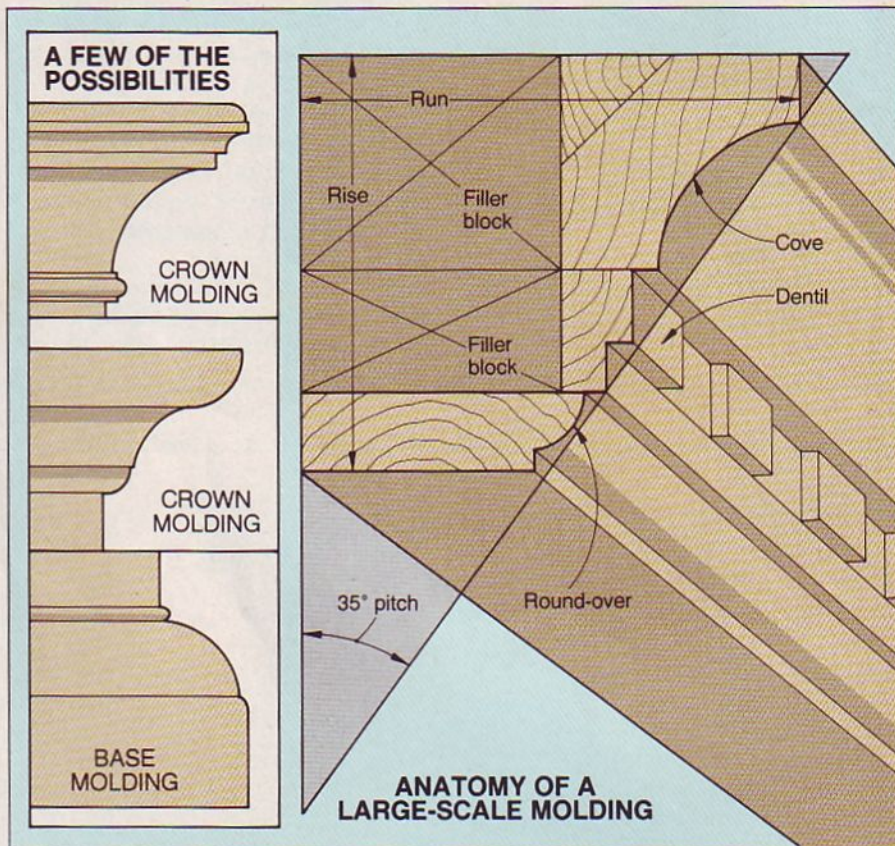 A FEW OF THE
POSSIBILITIES
CROWN
MOLDING
CROWN
MOLDING
BASE
MOLDING
Run
Rise
Filler
block
Filler
block
Cove
Dentil
Round-over
35° pitch
ANATOMY OF A
LARGE-SCALE MOLDING